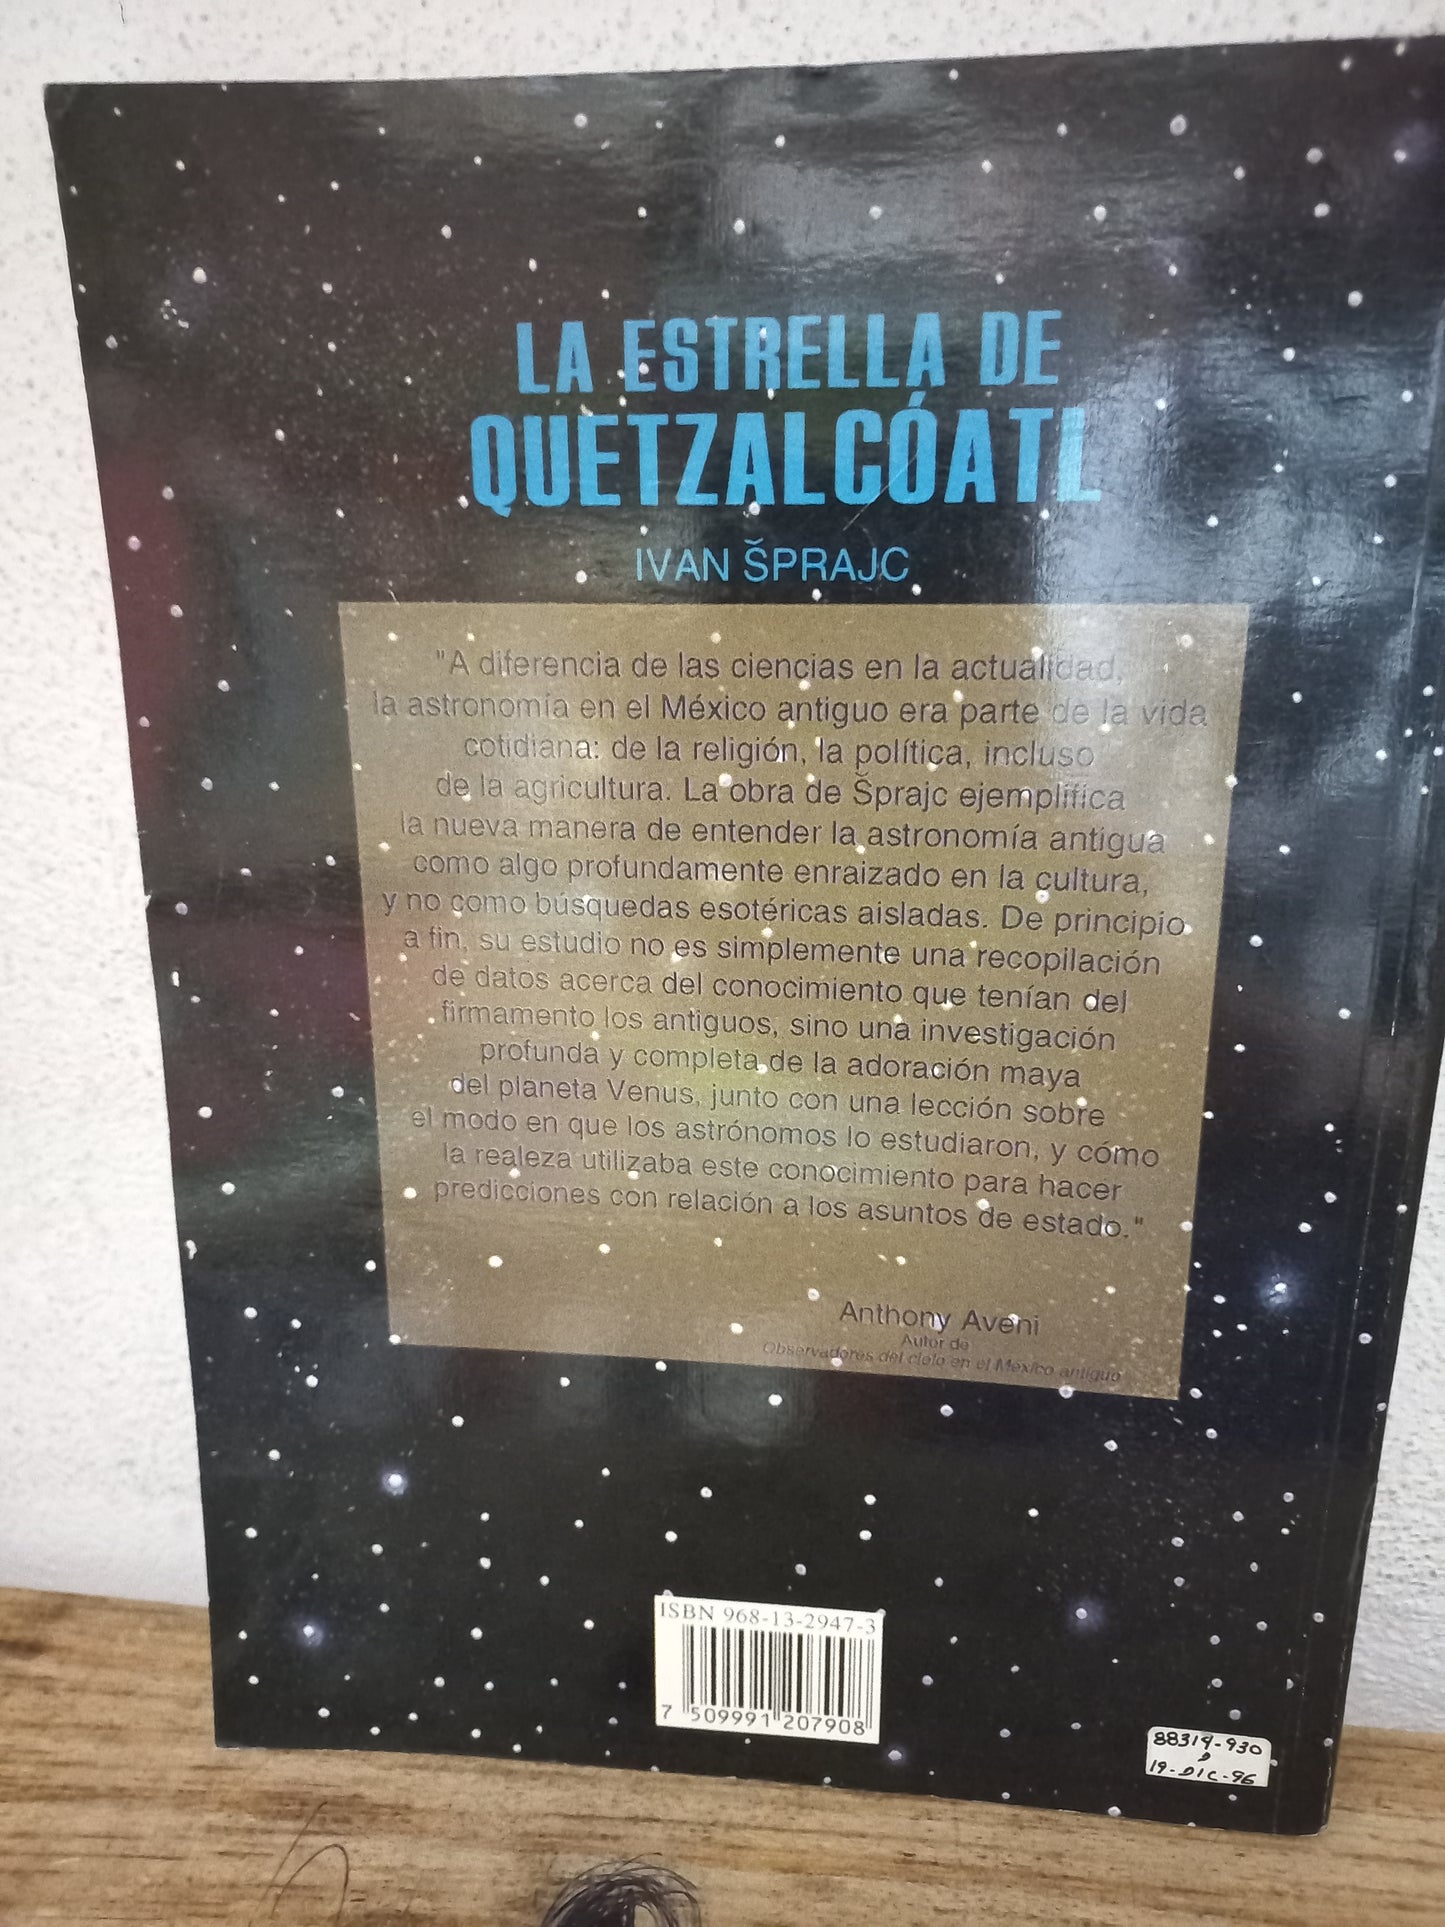 LA ESTRELLA DE
QUETZALCÓATL
IVAN ŠPRAJC
"A diferencia de las ciencias en la actualidad,
la astronomía en el México antiguo era parte de la vida
cotidiana: de la religión, la política, incluso
de la agricultura. La obra de Šprajc ejemplifica
la nueva manera de entender la astronomía antigua
como algo profundamente enraizado en la cultura,
y no como búsquedas esotéricas aisladas. De principio
a fin, su estudio no es simplemente una recopilación
de datos acerca del conocimiento que tenían del
firmamento los antiguos, sino una investigación
profunda y completa de la adoración maya
del planeta Venus, junto con una lección sobre
el modo en que los astrónomos lo estudiaron, y cómo
la realeza utilizaba este conocimiento para hacer
predicciones con relación a los asuntos de estado."
Anthony Aveni
Autor de
Observadores del cielo en el México antiguo
ISBN 968-13-2947-3
7 509991 207908
88319-930
D
19-DIC-96